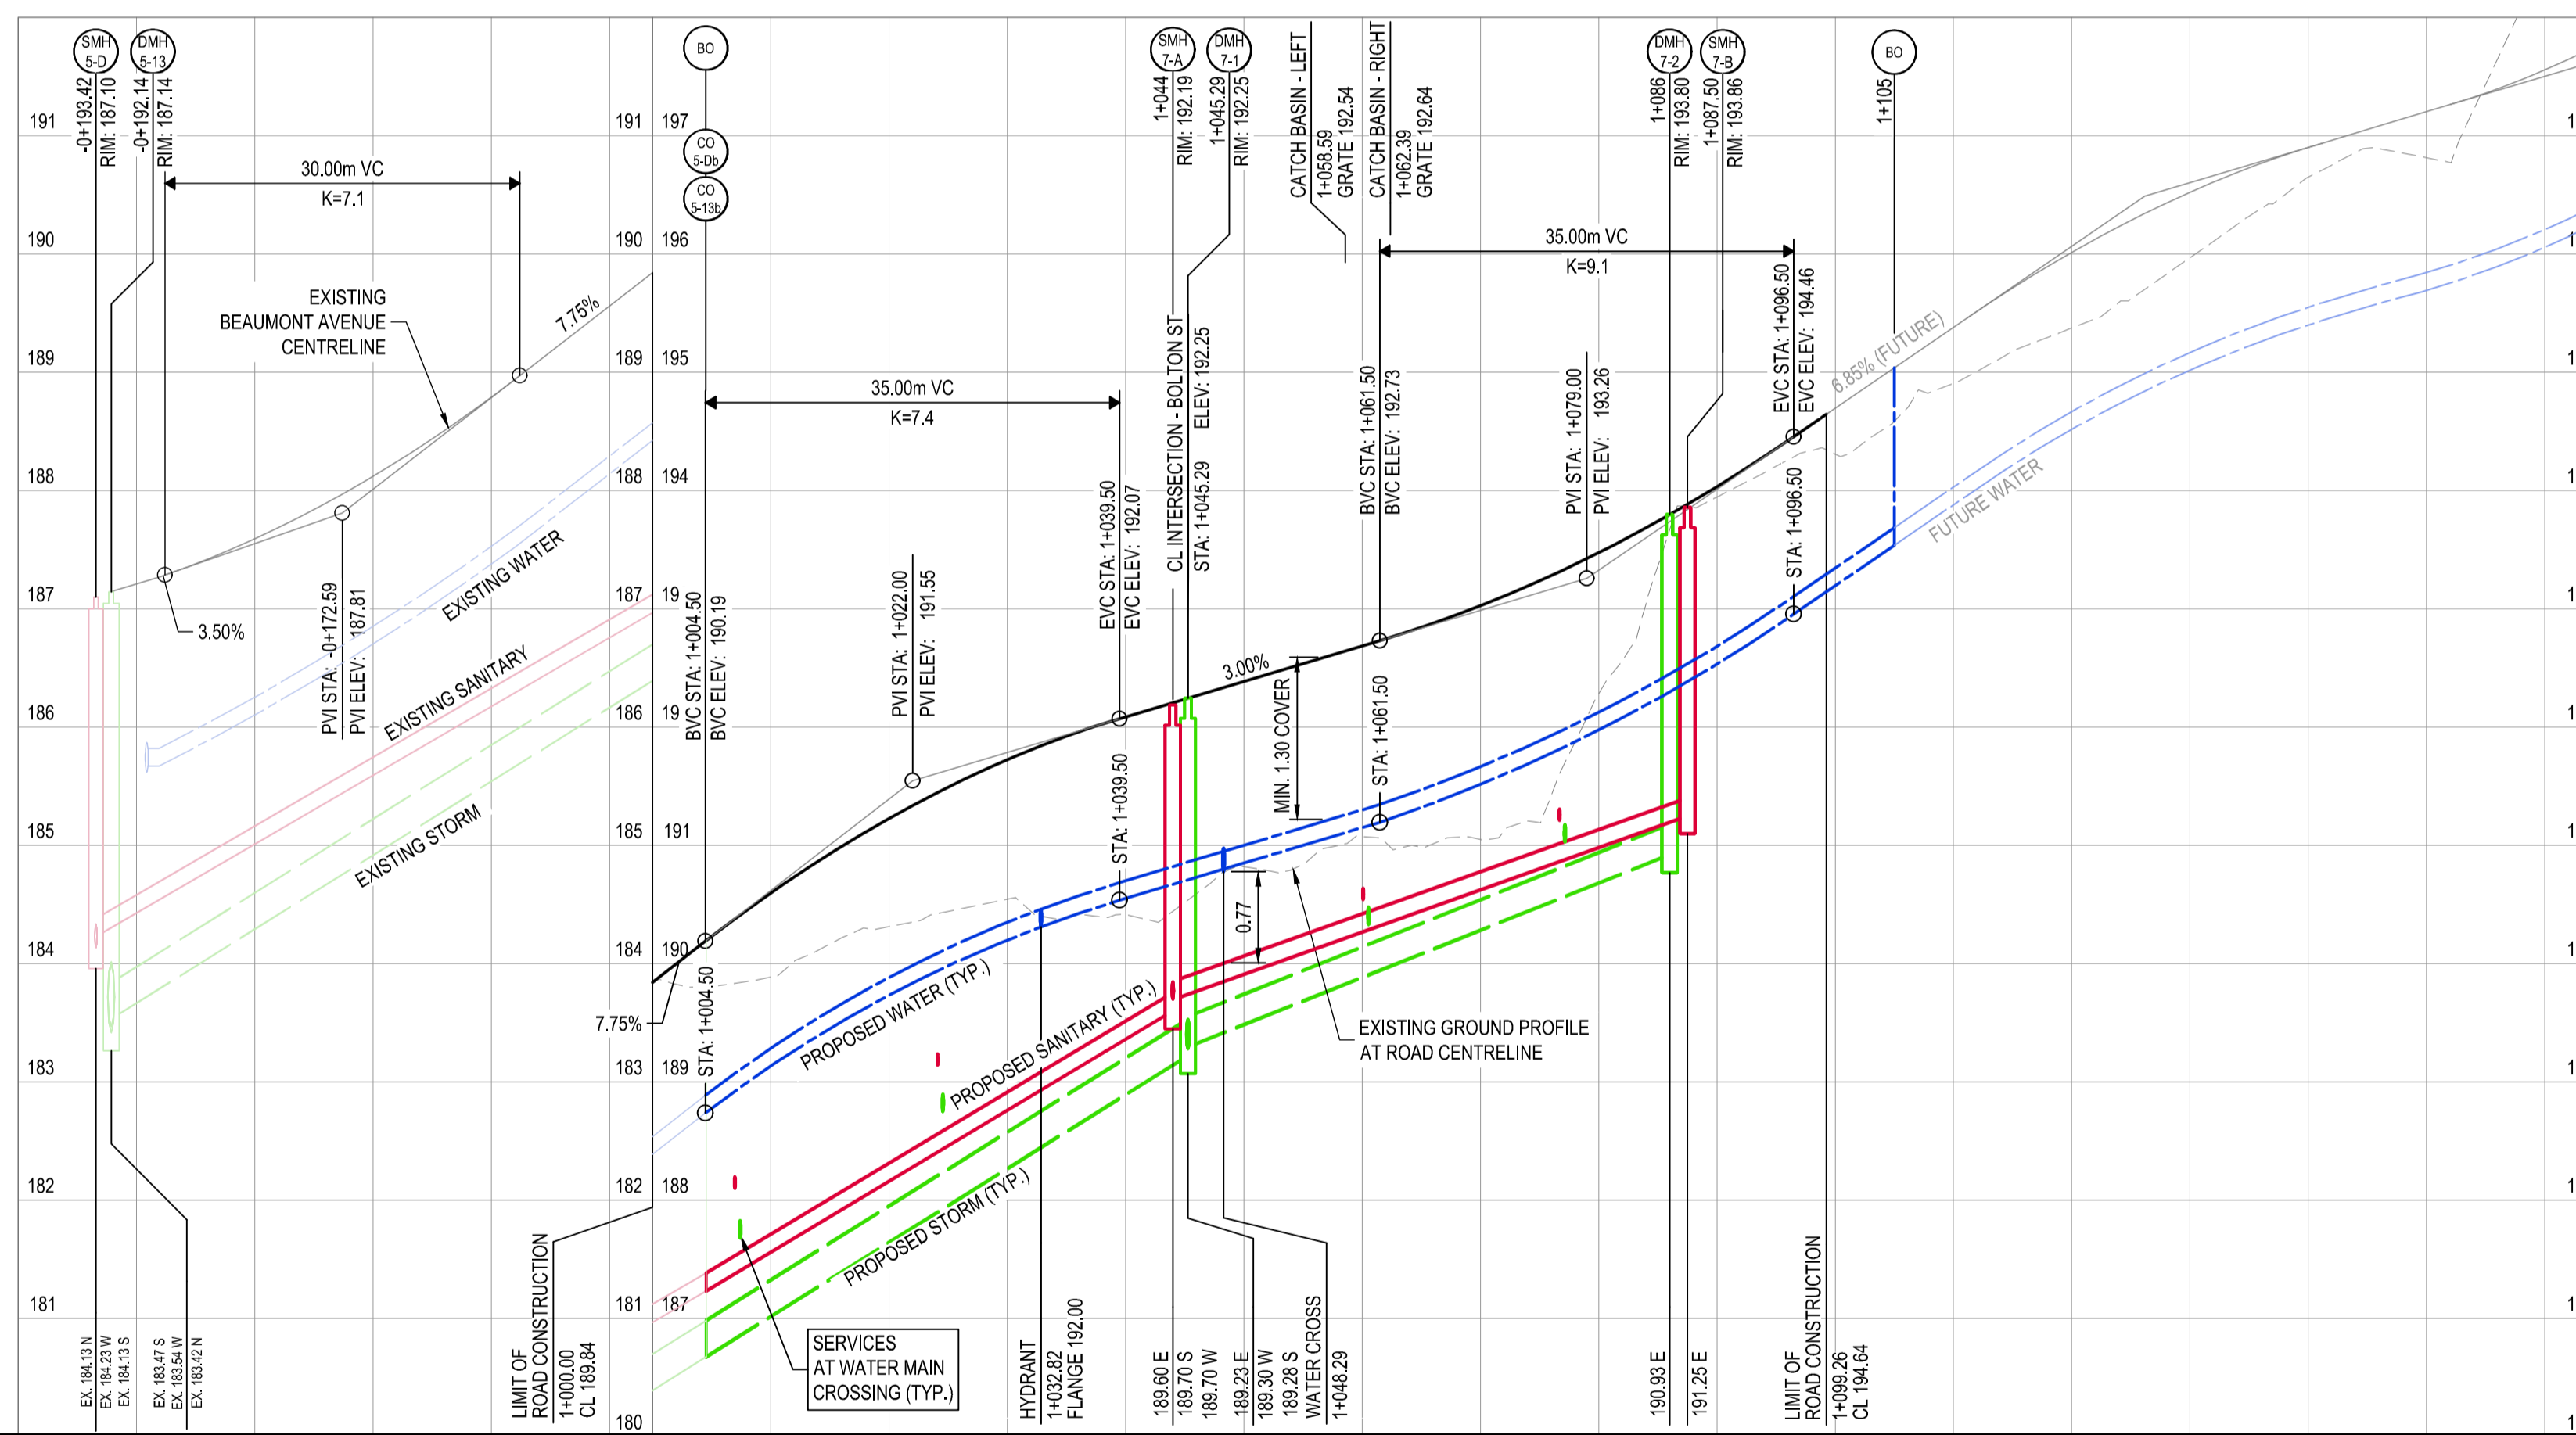 SMH
5-D
DMH
5-13
-0+193.42
RIM: 187.10
-0+192.14
RIM: 187.14
30.00m VC
K=7.1
EXISTING
BEAUMONT AVENUE
CENTRELINE
7.75%
3.50%
PVI STA: -0+172.59
PVI ELEV: 187.81
EXISTING WATER
EXISTING SANITARY
EXISTING STORM
191
190
189
188
187
186
185
184
183
182
181
EX. 184.13 N
EX. 184.23 W
EX. 184.13 S
EX. 183.47 S
EX. 183.54 W
EX. 183.42 N
191
190
189
188
187
186
185
184
183
182
181
180
197
196
195
194
19
19
191
190
189
188
187
BO
CO
5-Db
CO
5-13b
BVC STA: 1+004.50
BVC ELEV: 190.19
STA: 1+004.50
7.75%
LIMIT OF
ROAD CONSTRUCTION
1+000.00
CL 189.84
35.00m VC
K=7.4
PVI STA: 1+022.00
PVI ELEV: 191.55
EVC STA: 1+039.50
EVC ELEV: 192.07
STA: 1+039.50
PROPOSED WATER (TYP.)
PROPOSED SANITARY (TYP.)
PROPOSED STORM (TYP.)
SERVICES
AT WATER MAIN
CROSSING (TYP.)
HYDRANT
1+032.82
FLANGE 192.00
SMH
7-A
DMH
7-1
1+044
RIM: 192.19
1+045.29
RIM: 192.25
CL INTERSECTION - BOLTON ST
STA: 1+045.29 ELEV: 192.25
189.60 E
189.70 S
189.70 W
189.23 E
189.30 W
189.28 S
WATER CROSS
1+048.29
CATCH BASIN - LEFT
1+058.59
GRATE 192.54
CATCH BASIN - RIGHT
1+062.39
GRATE 192.64
3.00%
MIN. 1.30 COVER
0.77
BVC STA: 1+061.50
BVC ELEV: 192.73
STA: 1+061.50
35.00m VC
K=9.1
PVI STA: 1+079.00
PVI ELEV: 193.26
EXISTING GROUND PROFILE
AT ROAD CENTRELINE
DMH
7-2
SMH
7-B
1+086
RIM: 193.80
1+087.50
RIM: 193.86
190.93 E
191.25 E
EVC STA: 1+096.50
EVC ELEV: 194.46
STA: 1+096.50
LIMIT OF
ROAD CONSTRUCTION
1+099.26
CL 194.64
BO
1+105
6.85% (FUTURE)
FUTURE WATER